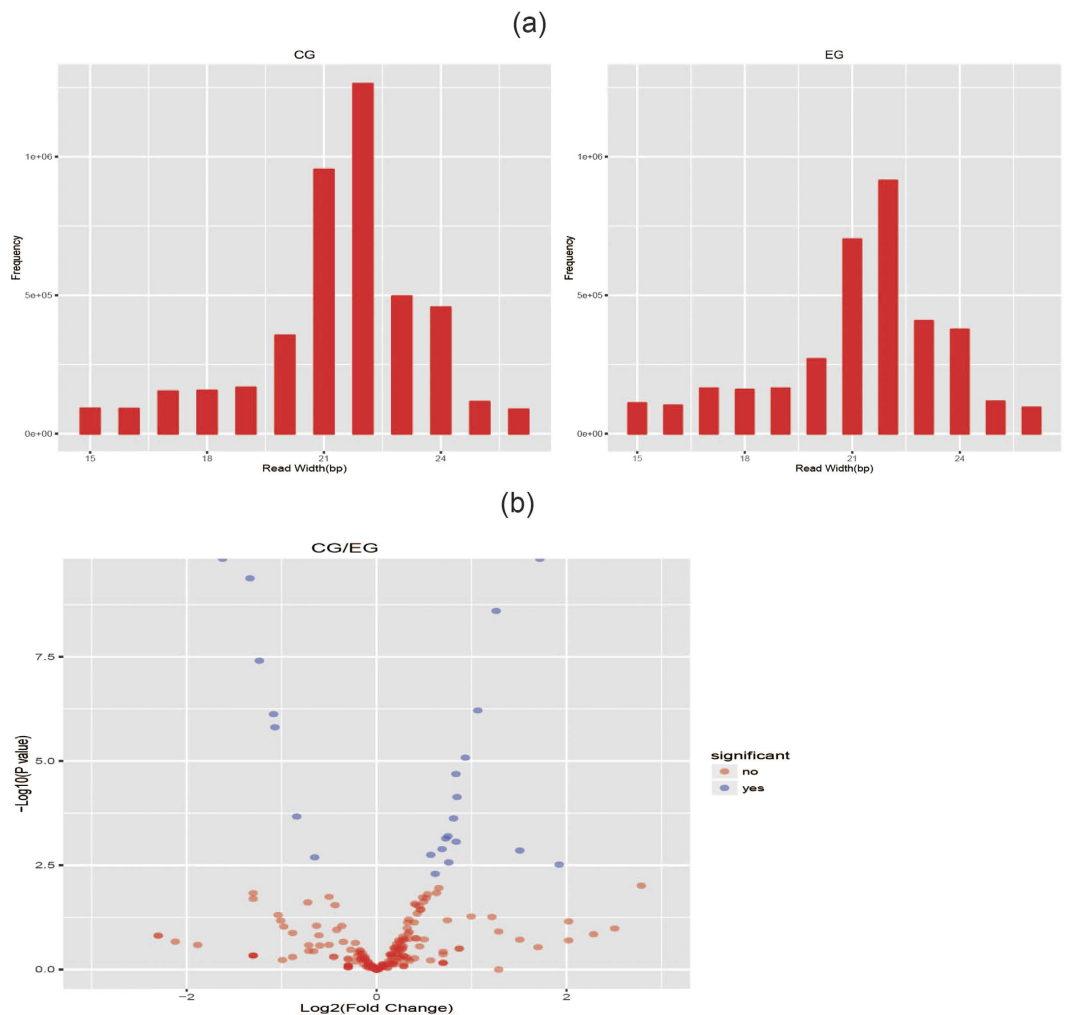 (a)
CG
EG
1e+06
5e+05
0e+00
Frequency
15
18
21
24
Read Width(bp)
1e+06
5e+05
0e+00
Frequency
15
18
21
24
Read Width(bp)
(b)
CG/EG
7.5
5.0
2.5
0.0
−Log10(P value)
−2
0
2
Log2(Fold Change)
significant
no
yes